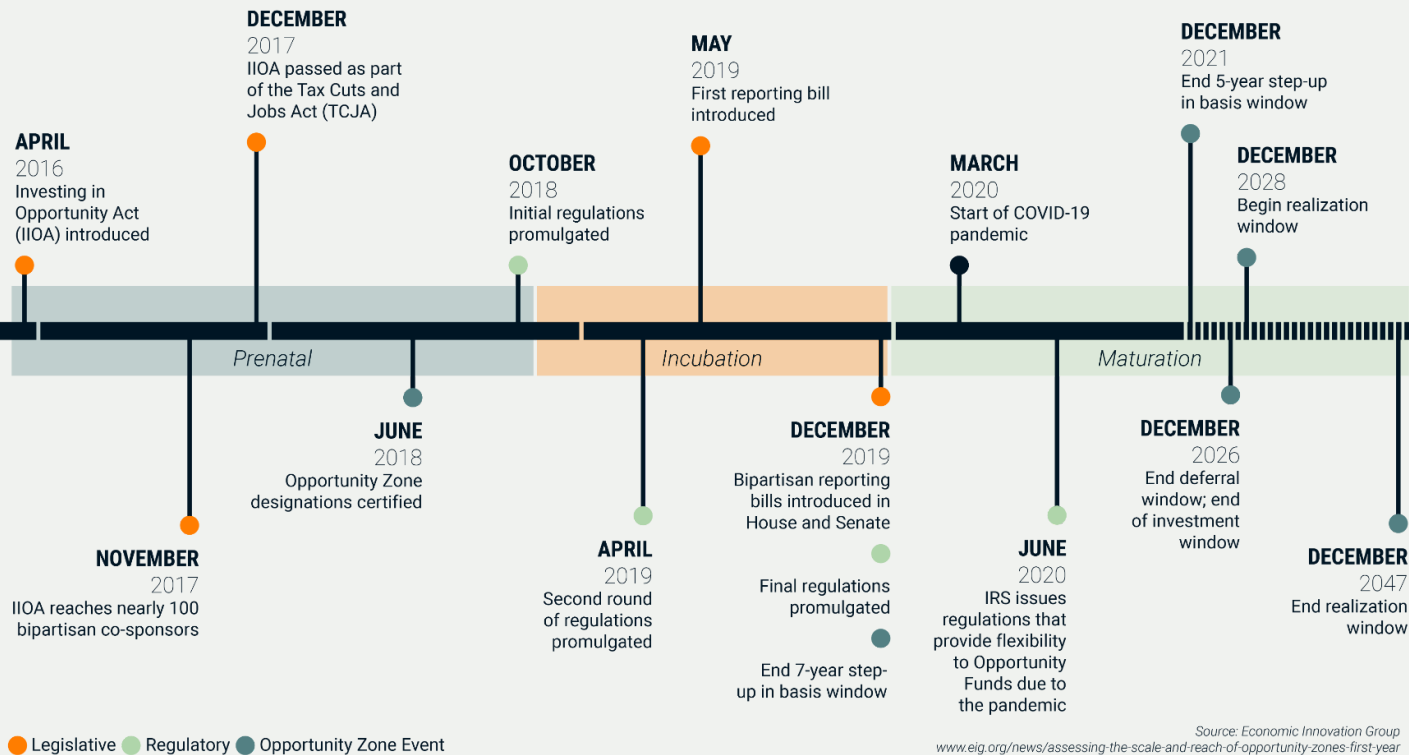 APRIL
2016
Investing in
Opportunity Act
(IIOA) introduced
NOVEMBER
2017
IIOA reaches nearly 100
bipartisan co-sponsors
DECEMBER
2017
IIOA passed as part
of the Tax Cuts and
Jobs Act (TCJA)
JUNE
2018
Opportunity Zone
designations certified
OCTOBER
2018
Initial regulations
promulgated
Prenatal
APRIL
2019
Second round
of regulations
promulgated
MAY
2019
First reporting bill
introduced
Incubation
DECEMBER
2019
Bipartisan reporting
bills introduced in
House and Senate
Final regulations
promulgated
End 7-year step-
up in basis window
MARCH
2020
Start of COVID-19
pandemic
JUNE
2020
IRS issues
regulations that
provide flexibility
to Opportunity
Funds due to
the pandemic
Maturation
DECEMBER
2021
End 5-year step-up
in basis window
DECEMBER
2026
End deferral
window; end
of investment
window
DECEMBER
2028
Begin realization
window
DECEMBER
2047
End realization
window
Legislative Regulatory Opportunity Zone Event
Source: Economic Innovation Group
www.eig.org/news/assessing-the-scale-and-reach-of-opportunity-zones-first-year